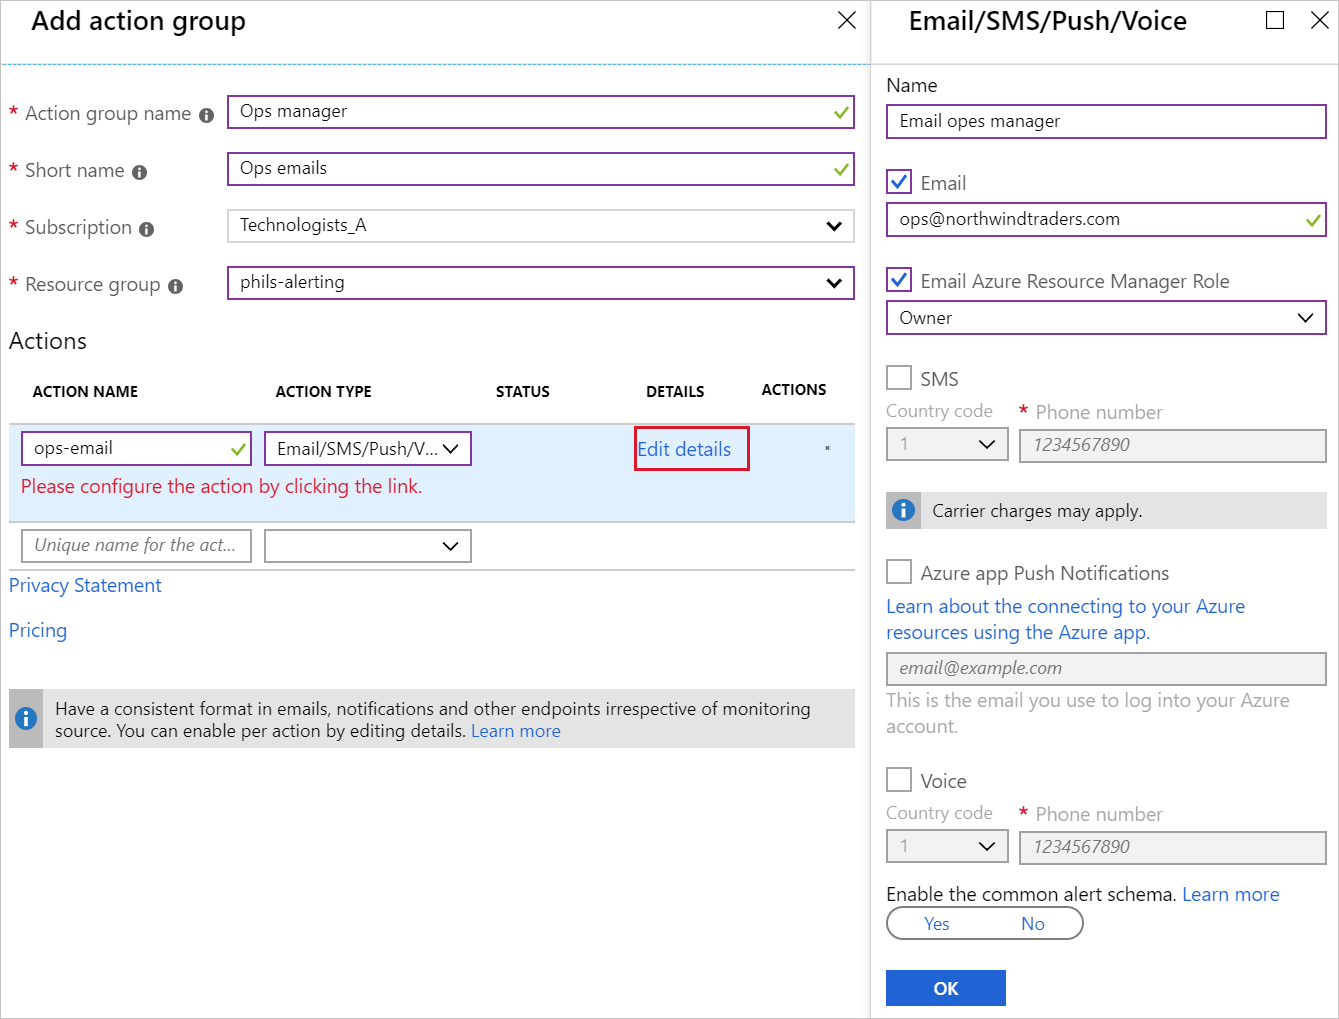 Add action group
* Action group name
Ops manager
* Short name
Ops emails
* Subscription
Technologists_A
* Resource group
phils-alerting
Actions
ACTION NAME ACTION TYPE STATUS DETAILS ACTIONS
ops-email Email/SMS/Push/V... Edit details
Please configure the action by clicking the link.
Unique name for the act...
Privacy Statement
Pricing
Have a consistent format in emails, notifications and other endpoints irrespective of monitoring
source. You can enable per action by editing details. Learn more
Email/SMS/Push/Voice
Name
Email opes manager
Email
ops@northwindtraders.com
Email Azure Resource Manager Role
Owner
SMS
Country code * Phone number
1 1234567890
Carrier charges may apply.
Azure app Push Notifications
Learn about the connecting to your Azure
resources using the Azure app.
email@example.com
This is the email you use to log into your Azure
account.
Voice
Country code * Phone number
1 1234567890
Enable the common alert schema. Learn more
Yes No
OK